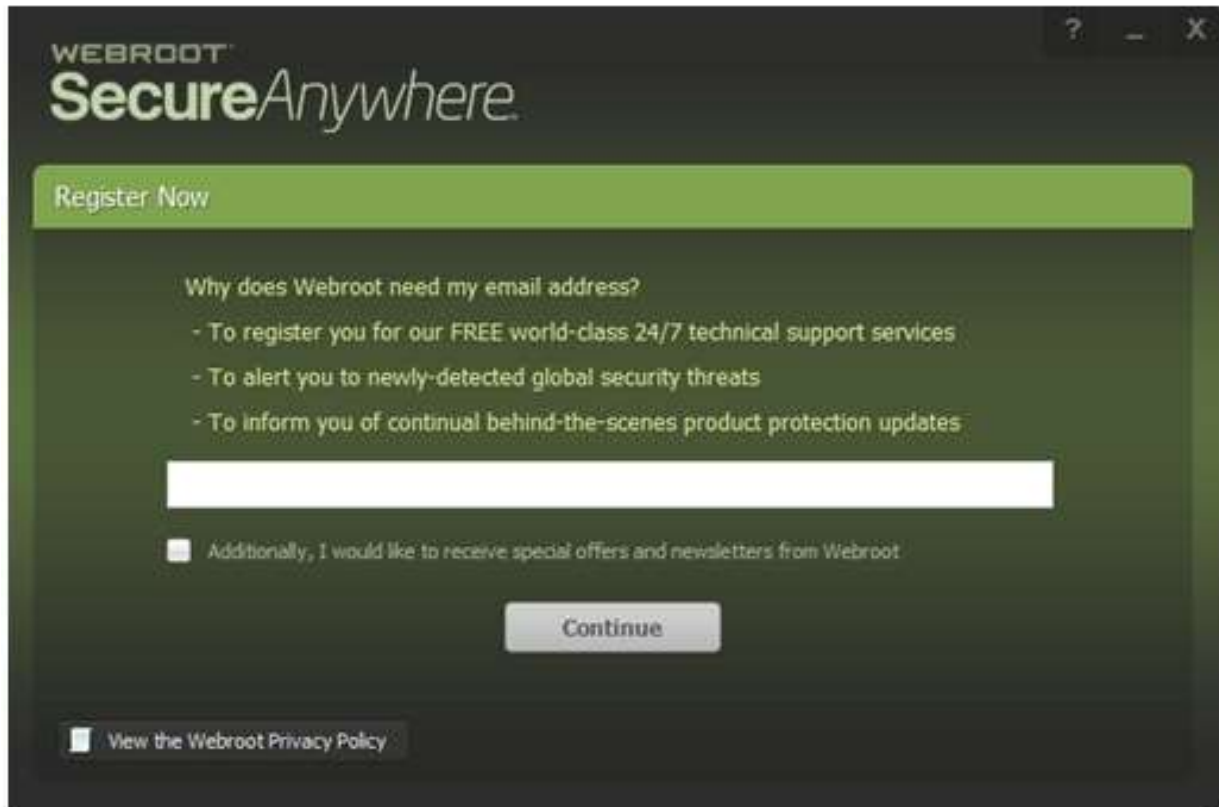 ? _ X
WEBROOT
SecureAnywhere.
Register Now
Why does Webroot need my email address?
- To register you for our FREE world-class 24/7 technical support services
- To alert you to newly-detected global security threats
- To inform you of continual behind-the-scenes product protection updates
Additionally, I would like to receive special offers and newsletters from Webroot
Continue
View the Webroot Privacy Policy